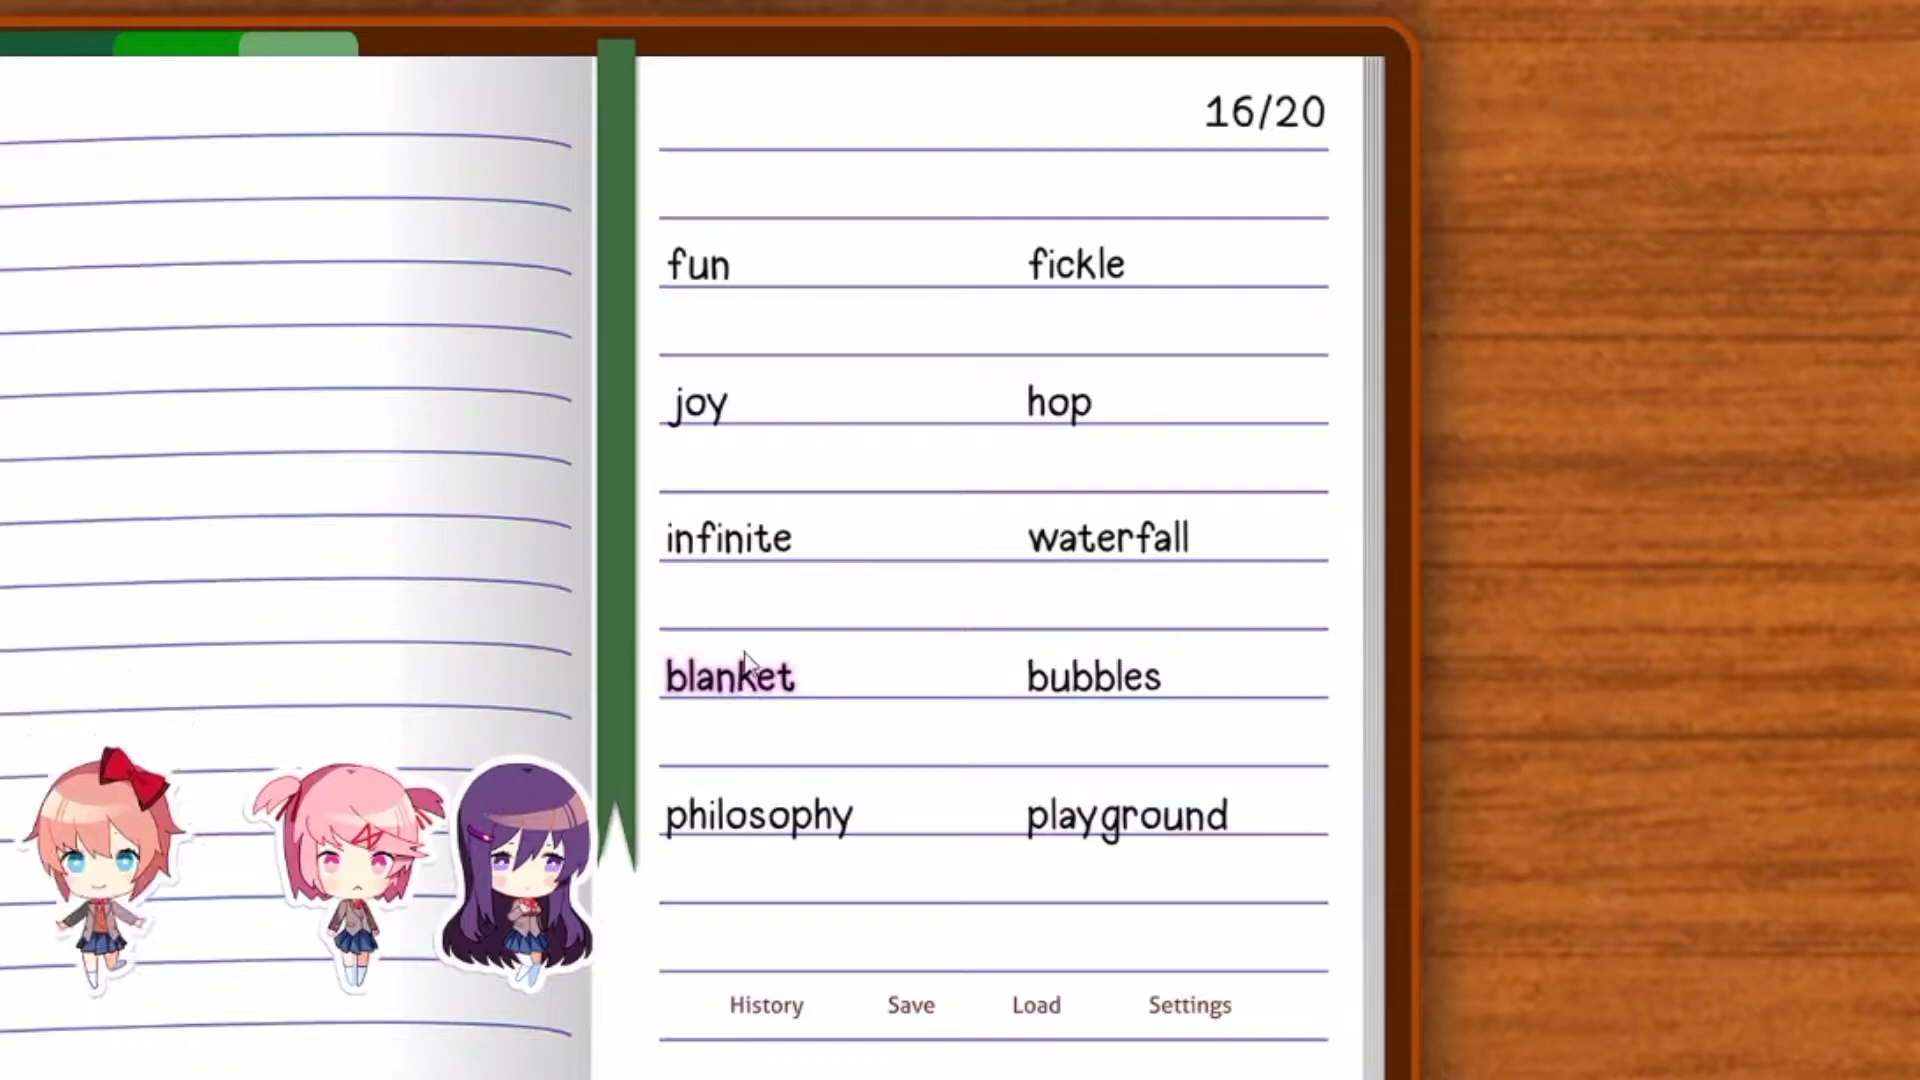 16/20
fun fickle
joy hop
infinite waterfall
blanket bubbles
philosophy playground
History Save Load Settings